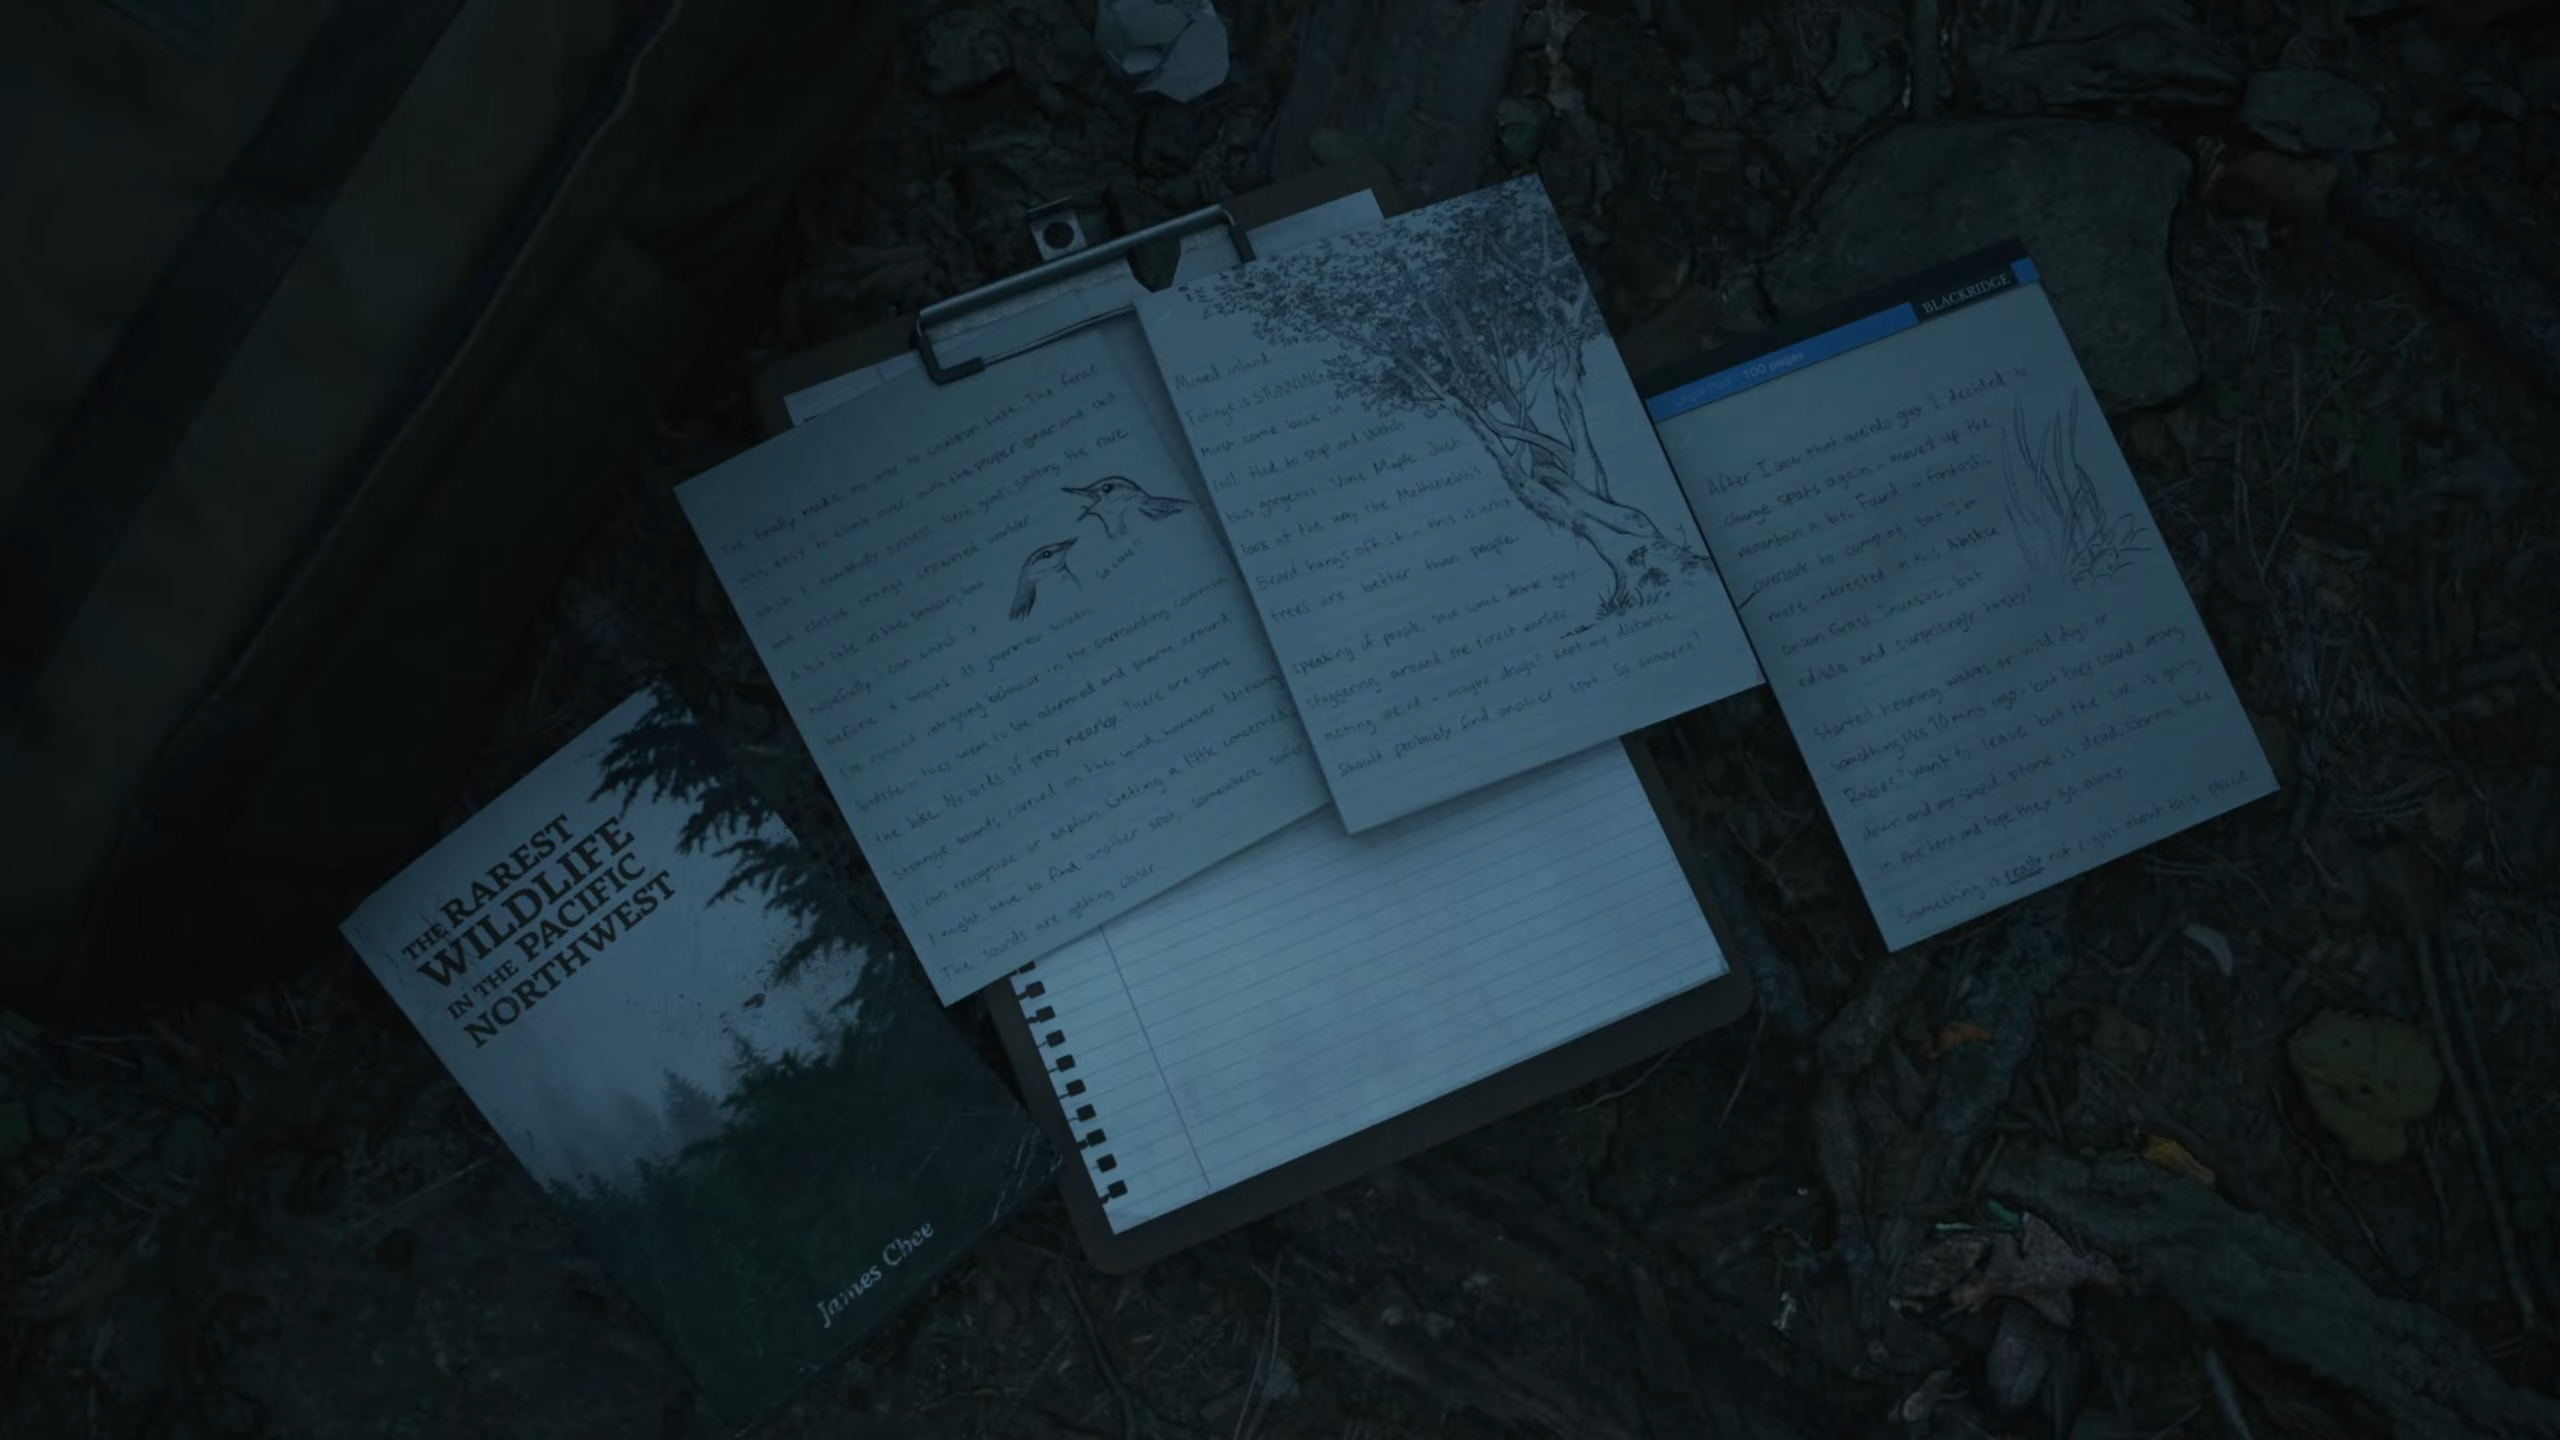 THE RAREST
WILDLIFE
IN THE PACIFIC
NORTHWEST
James Chee
I've finally made my way to Cauldron Lake. The fence
was easy to climb over, with the proper gear and skill
which I thankfully possess. Next goal: spotting the rare
and elusive orange crowned warbler.
A bit late in the season, but
hopefully I can catch it
before it begins its journey south.
so cute!!
I've noticed intriguing behavior in the surrounding common
birdlife - they seem to be alarmed and swarm around
the lake. No birds of prey nearby. There are some
strange sounds carried on the wind, however. Nothing
I can recognize or explain. Getting a little concerned.
I might have to find another spot, somewhere safer
The sounds are getting closer
Moved inland.
Foliage is STUNNING
Must come back in
fall. Had to stop and sketch
this gorgeous Vine Maple. Just
look at the way the Methuselah's
Beard hangs off it - this is why
trees are better than people.
Speaking of people, saw some drunk guy
staggering around the forest earlier
acting weird - maybe drugs? Kept my distance.
Should probably find another spot. So annoying!
BLACKRIDGE
100 pages
After I saw that weirdo guy I decided to
change spots again - moved up the
mountain a bit. Found a fantastic
overlook to camp at, but I'm
more interested in this Alaska
Onion Grass. Invasive, but
edible and surprisingly tasty!
Started hearing wolves or wild dogs or
something like 10 mins ago - but they sound wrong.
Rabies? Want to leave but the sun is going
down and my stupid phone is dead. Gonna hide
in the tent and hope they go away.
Something is really not right about this place